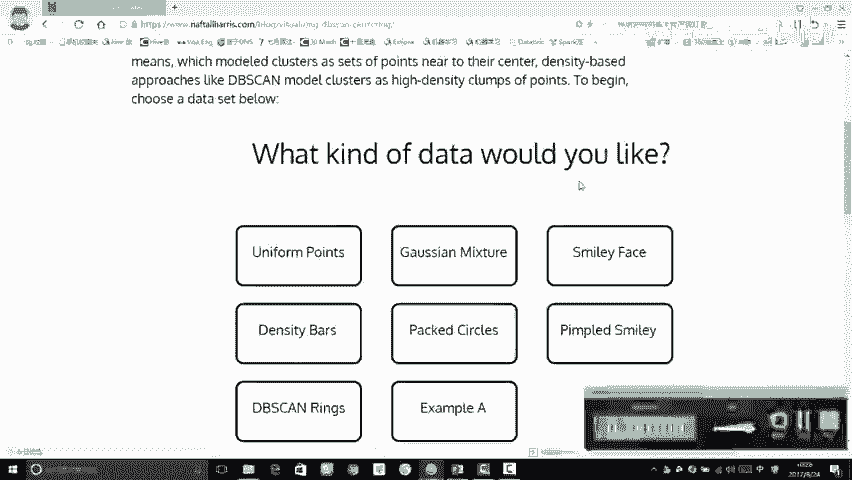 https://www.naftaliharris.com/blog/visualizing-dbscan-clustering/
means, which modeled clusters as sets of points near to their center, density-based
approaches like DBSCAN model clusters as high-density clumps of points. To begin,
choose a data set below:
What kind of data would you like?
Uniform Points
Gaussian Mixture
Smiley Face
Density Bars
Packed Circles
Pimpled Smiley
DBSCAN Rings
Example A
2017/8/24